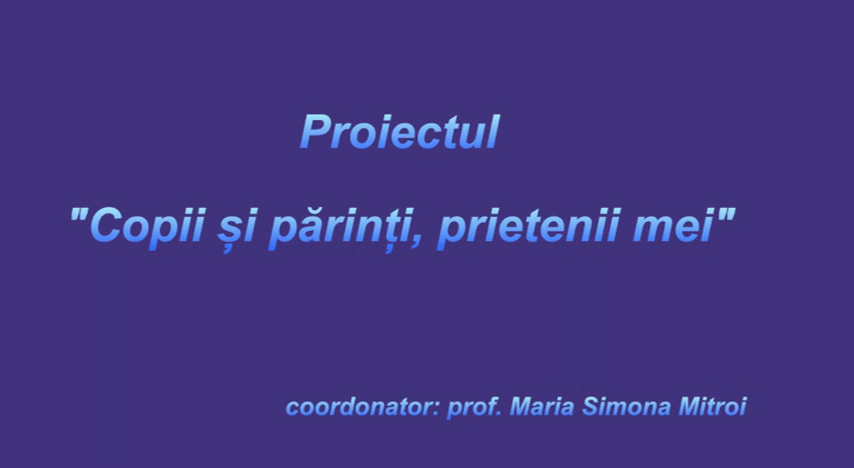 Proiectul
"Copii și părinți, prietenii mei"
coordonator: prof. Maria Simona Mitroi